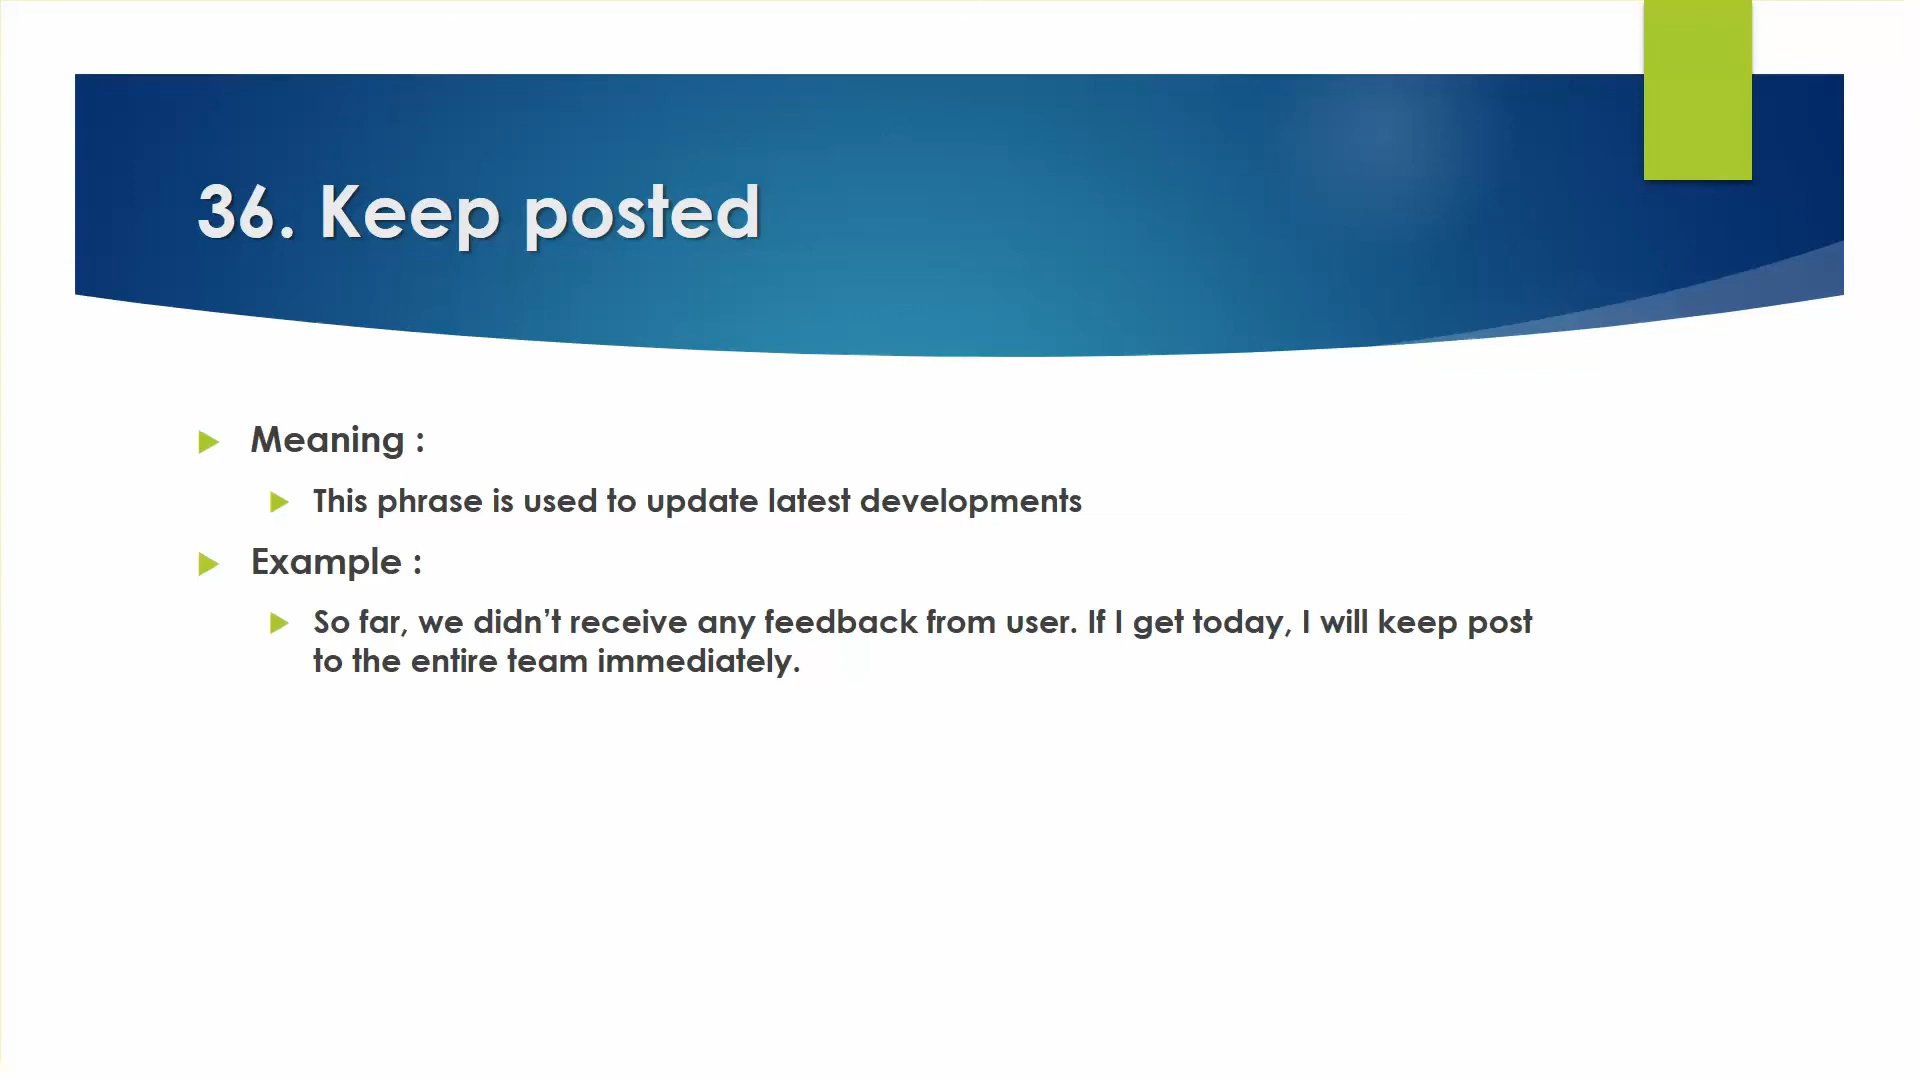 36. Keep posted
Meaning :
This phrase is used to update latest developments
Example :
So far, we didn’t receive any feedback from user. If I get today, I will keep post
to the entire team immediately.